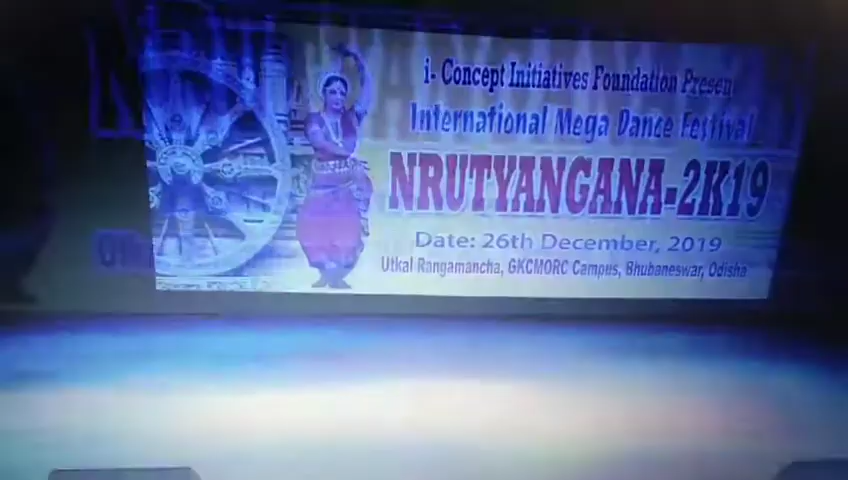 i- Concept Initiatives Foundation Presen
International Mega Dance Festival
NRUTYANGANA-2K19
Date: 26th December, 2019
Utkal Rangamancha, GKCMORC Campus, Bhubaneswar, Odisha